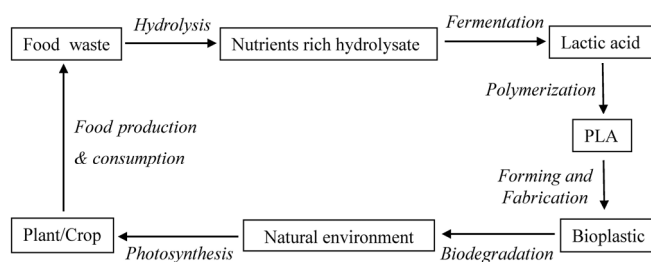 Hydrolysis
Fermentation
Food waste
Nutrients rich hydrolysate
Lactic acid
Polymerization
PLA
Food production
& consumption
Forming and
Fabrication
Plant/Crop
Photosynthesis
Natural environment
Biodegradation
Bioplastic